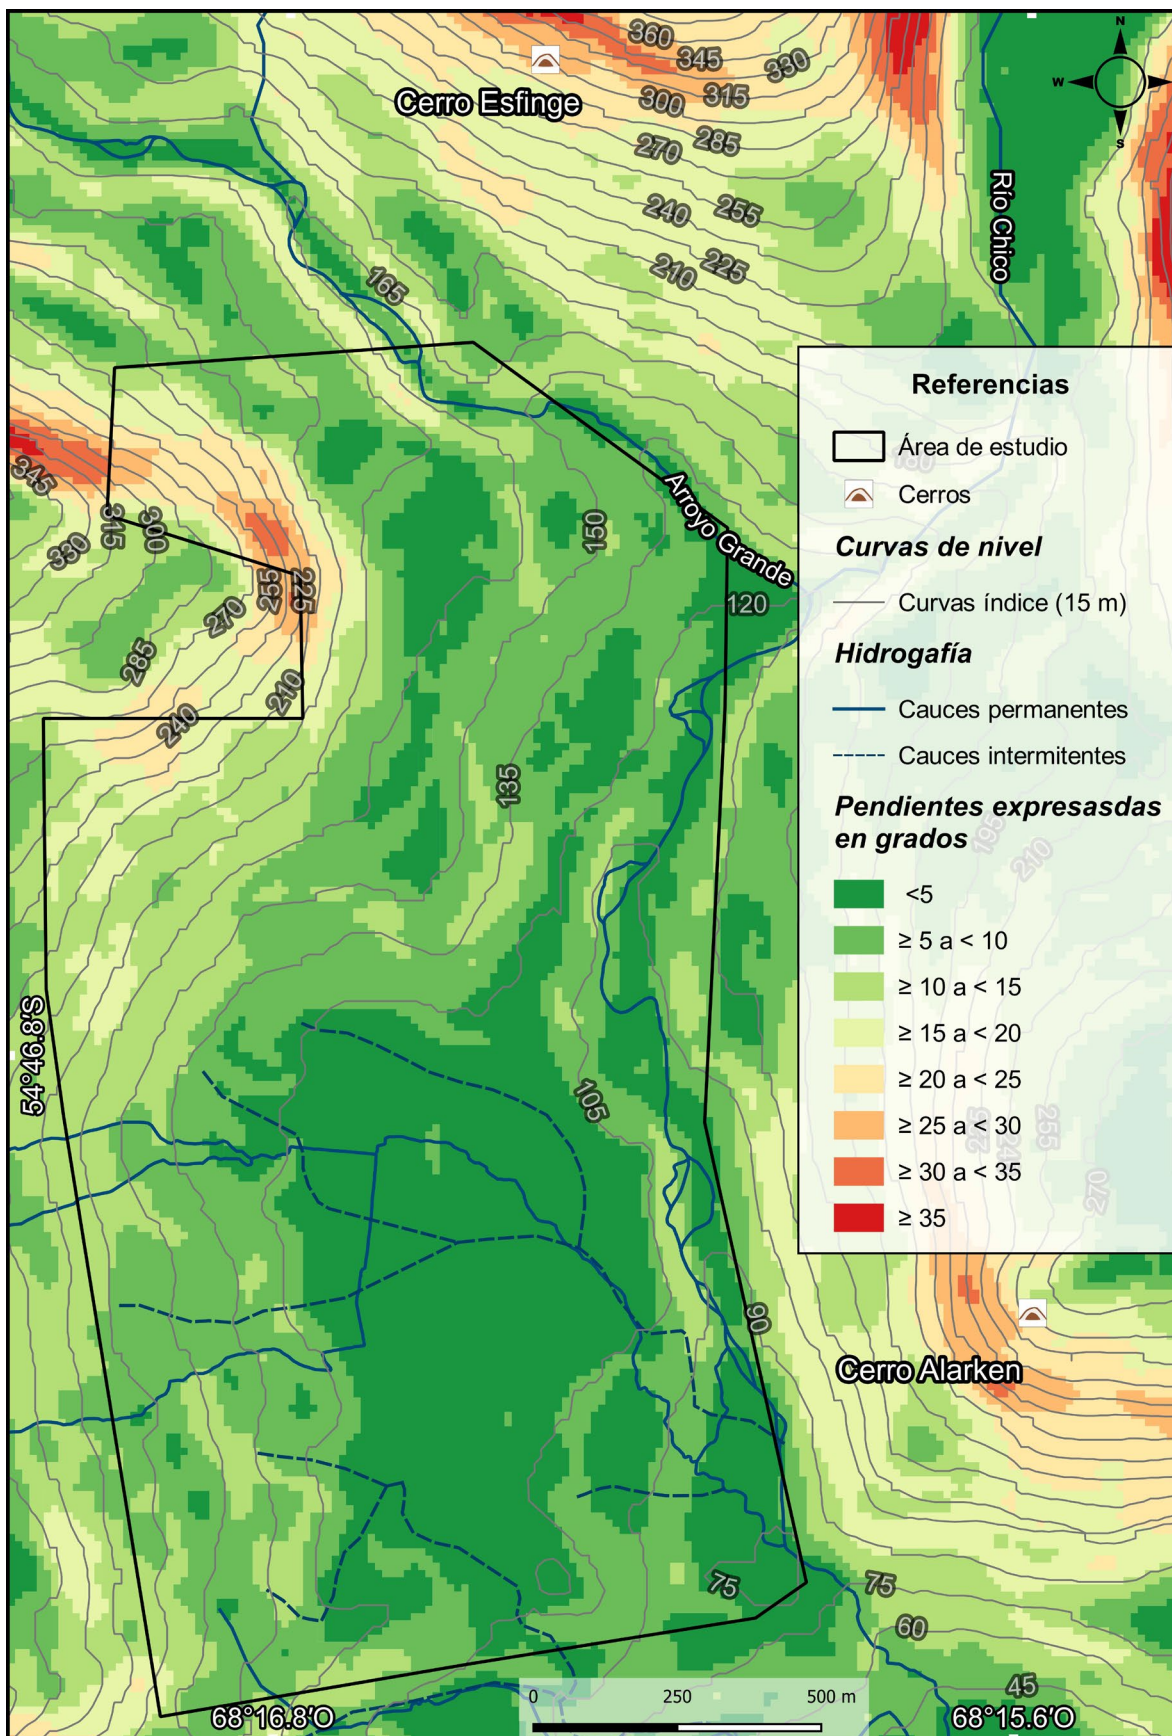 N
W
S
360
345
330
Cerro Esfinge
300
315
285
270
255
240
225
210
Río Chico
165
Referencias
Área de estudio
Cerros
Curvas de nivel
Curvas índice (15 m)
Hidrogafía
Cauces permanentes
Cauces intermitentes
Pendientes expresasdas
en grados
<5
≥ 5 a < 10
≥ 10 a < 15
≥ 15 a < 20
≥ 20 a < 25
≥ 25 a < 30
≥ 30 a < 35
≥ 35
345
330
315
300
150
Arroyo Grande
120
255
225
270
285
210
240
135
195
210
255
270
54°46.8'S
105
90
Cerro Alarken
75
75
60
45
68°16.8'O
0
250
500 m
68°15.6'O